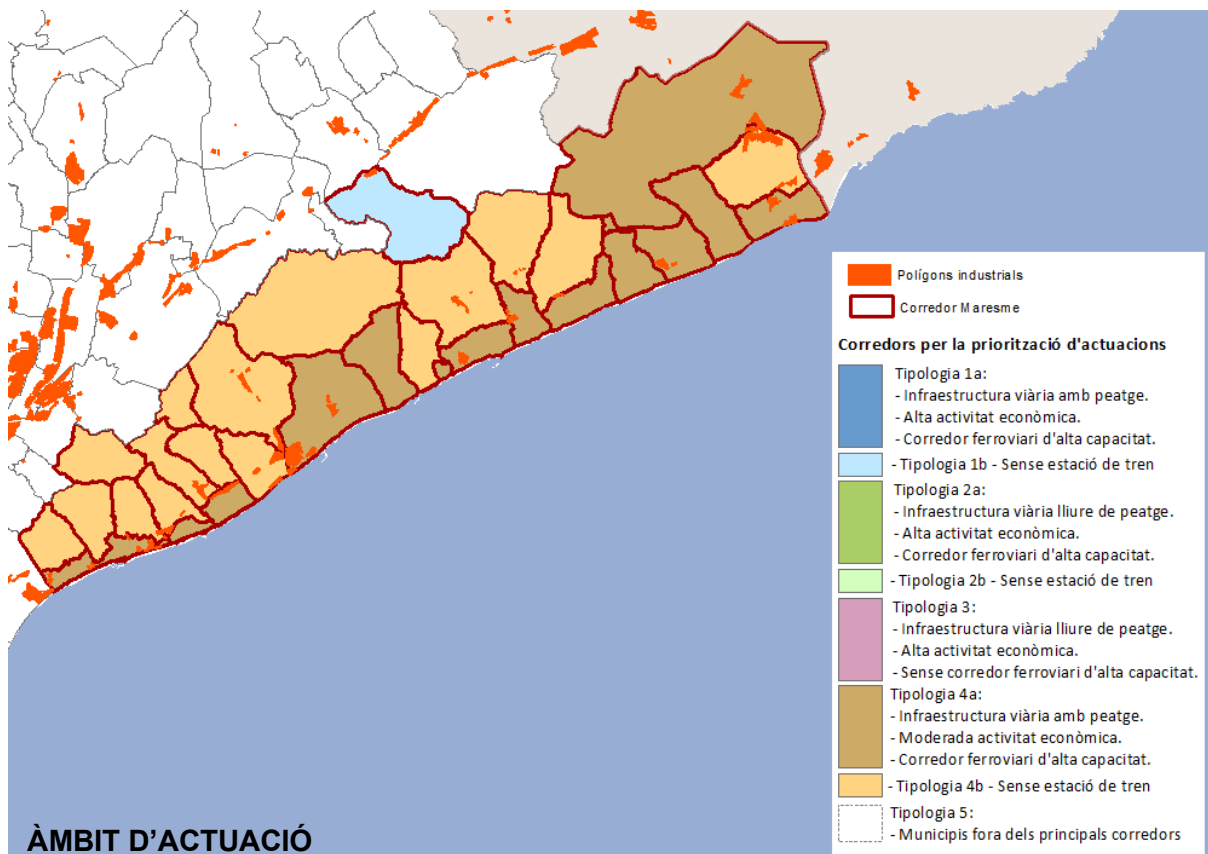 Polígons industrials
Corredor Maresme
Corredors per la priorització d'actuacions
Tipologia 1a:
- Infraestructura viària amb peatge.
- Alta activitat econòmica.
- Corredor ferroviari d'alta capacitat.
- Tipologia 1b - Sense estació de tren
Tipologia 2a:
- Infraestructura viària lliure de peatge.
- Alta activitat econòmica.
- Corredor ferroviari d'alta capacitat.
- Tipologia 2b - Sense estació de tren
Tipologia 3:
- Infraestructura viària lliure de peatge.
- Alta activitat econòmica.
- Sense corredor ferroviari d'alta capacitat.
Tipologia 4a:
- Infraestructura viària amb peatge.
- Moderada activitat econòmica.
- Corredor ferroviari d'alta capacitat.
- Tipologia 4b - Sense estació de tren
Tipologia 5:
- Municipis fora dels principals corredors
ÀMBIT D'ACTUACIÓ